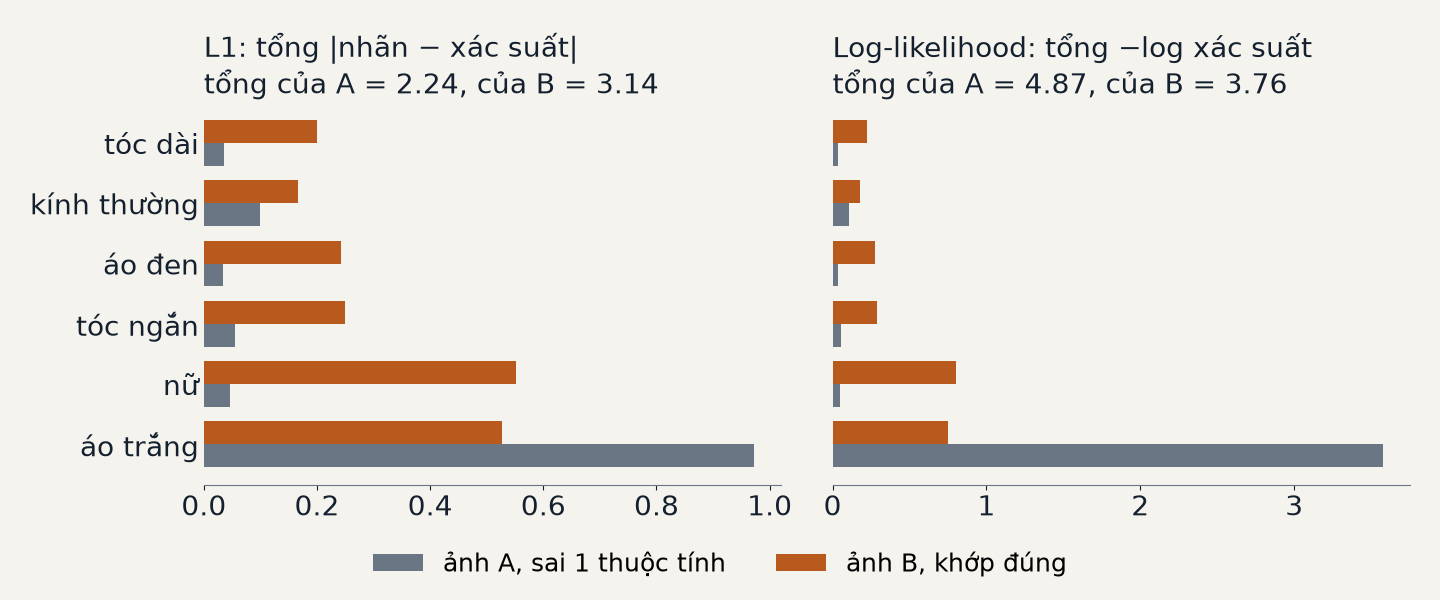 L1: tổng |nhãn − xác suất|
tổng của A = 2.24, của B = 3.14
Log-likelihood: tổng −log xác suất
tổng của A = 4.87, của B = 3.76
tóc dài
kính thường
áo đen
tóc ngắn
nữ
áo trắng
0.0 0.2 0.4 0.6 0.8 1.0
0 1 2 3
ảnh A, sai 1 thuộc tính
ảnh B, khớp đúng